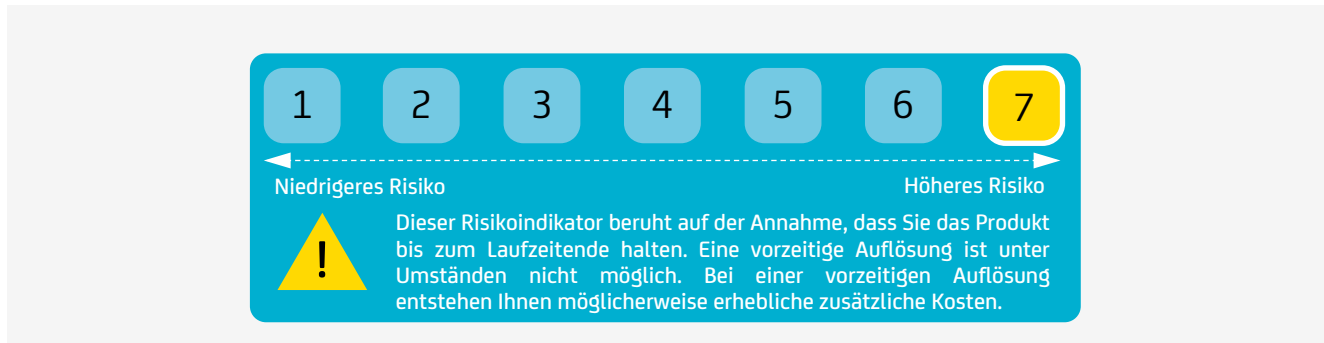 1 2 3 4 5 6 7
Niedrigeres Risiko Höheres Risiko
!
Dieser Risikoindikator beruht auf der Annahme, dass Sie das Produkt
bis zum Laufzeitende halten. Eine vorzeitige Auflösung ist unter
Umständen nicht möglich. Bei einer vorzeitigen Auflösung
entstehen Ihnen möglicherweise erhebliche zusätzliche Kosten.